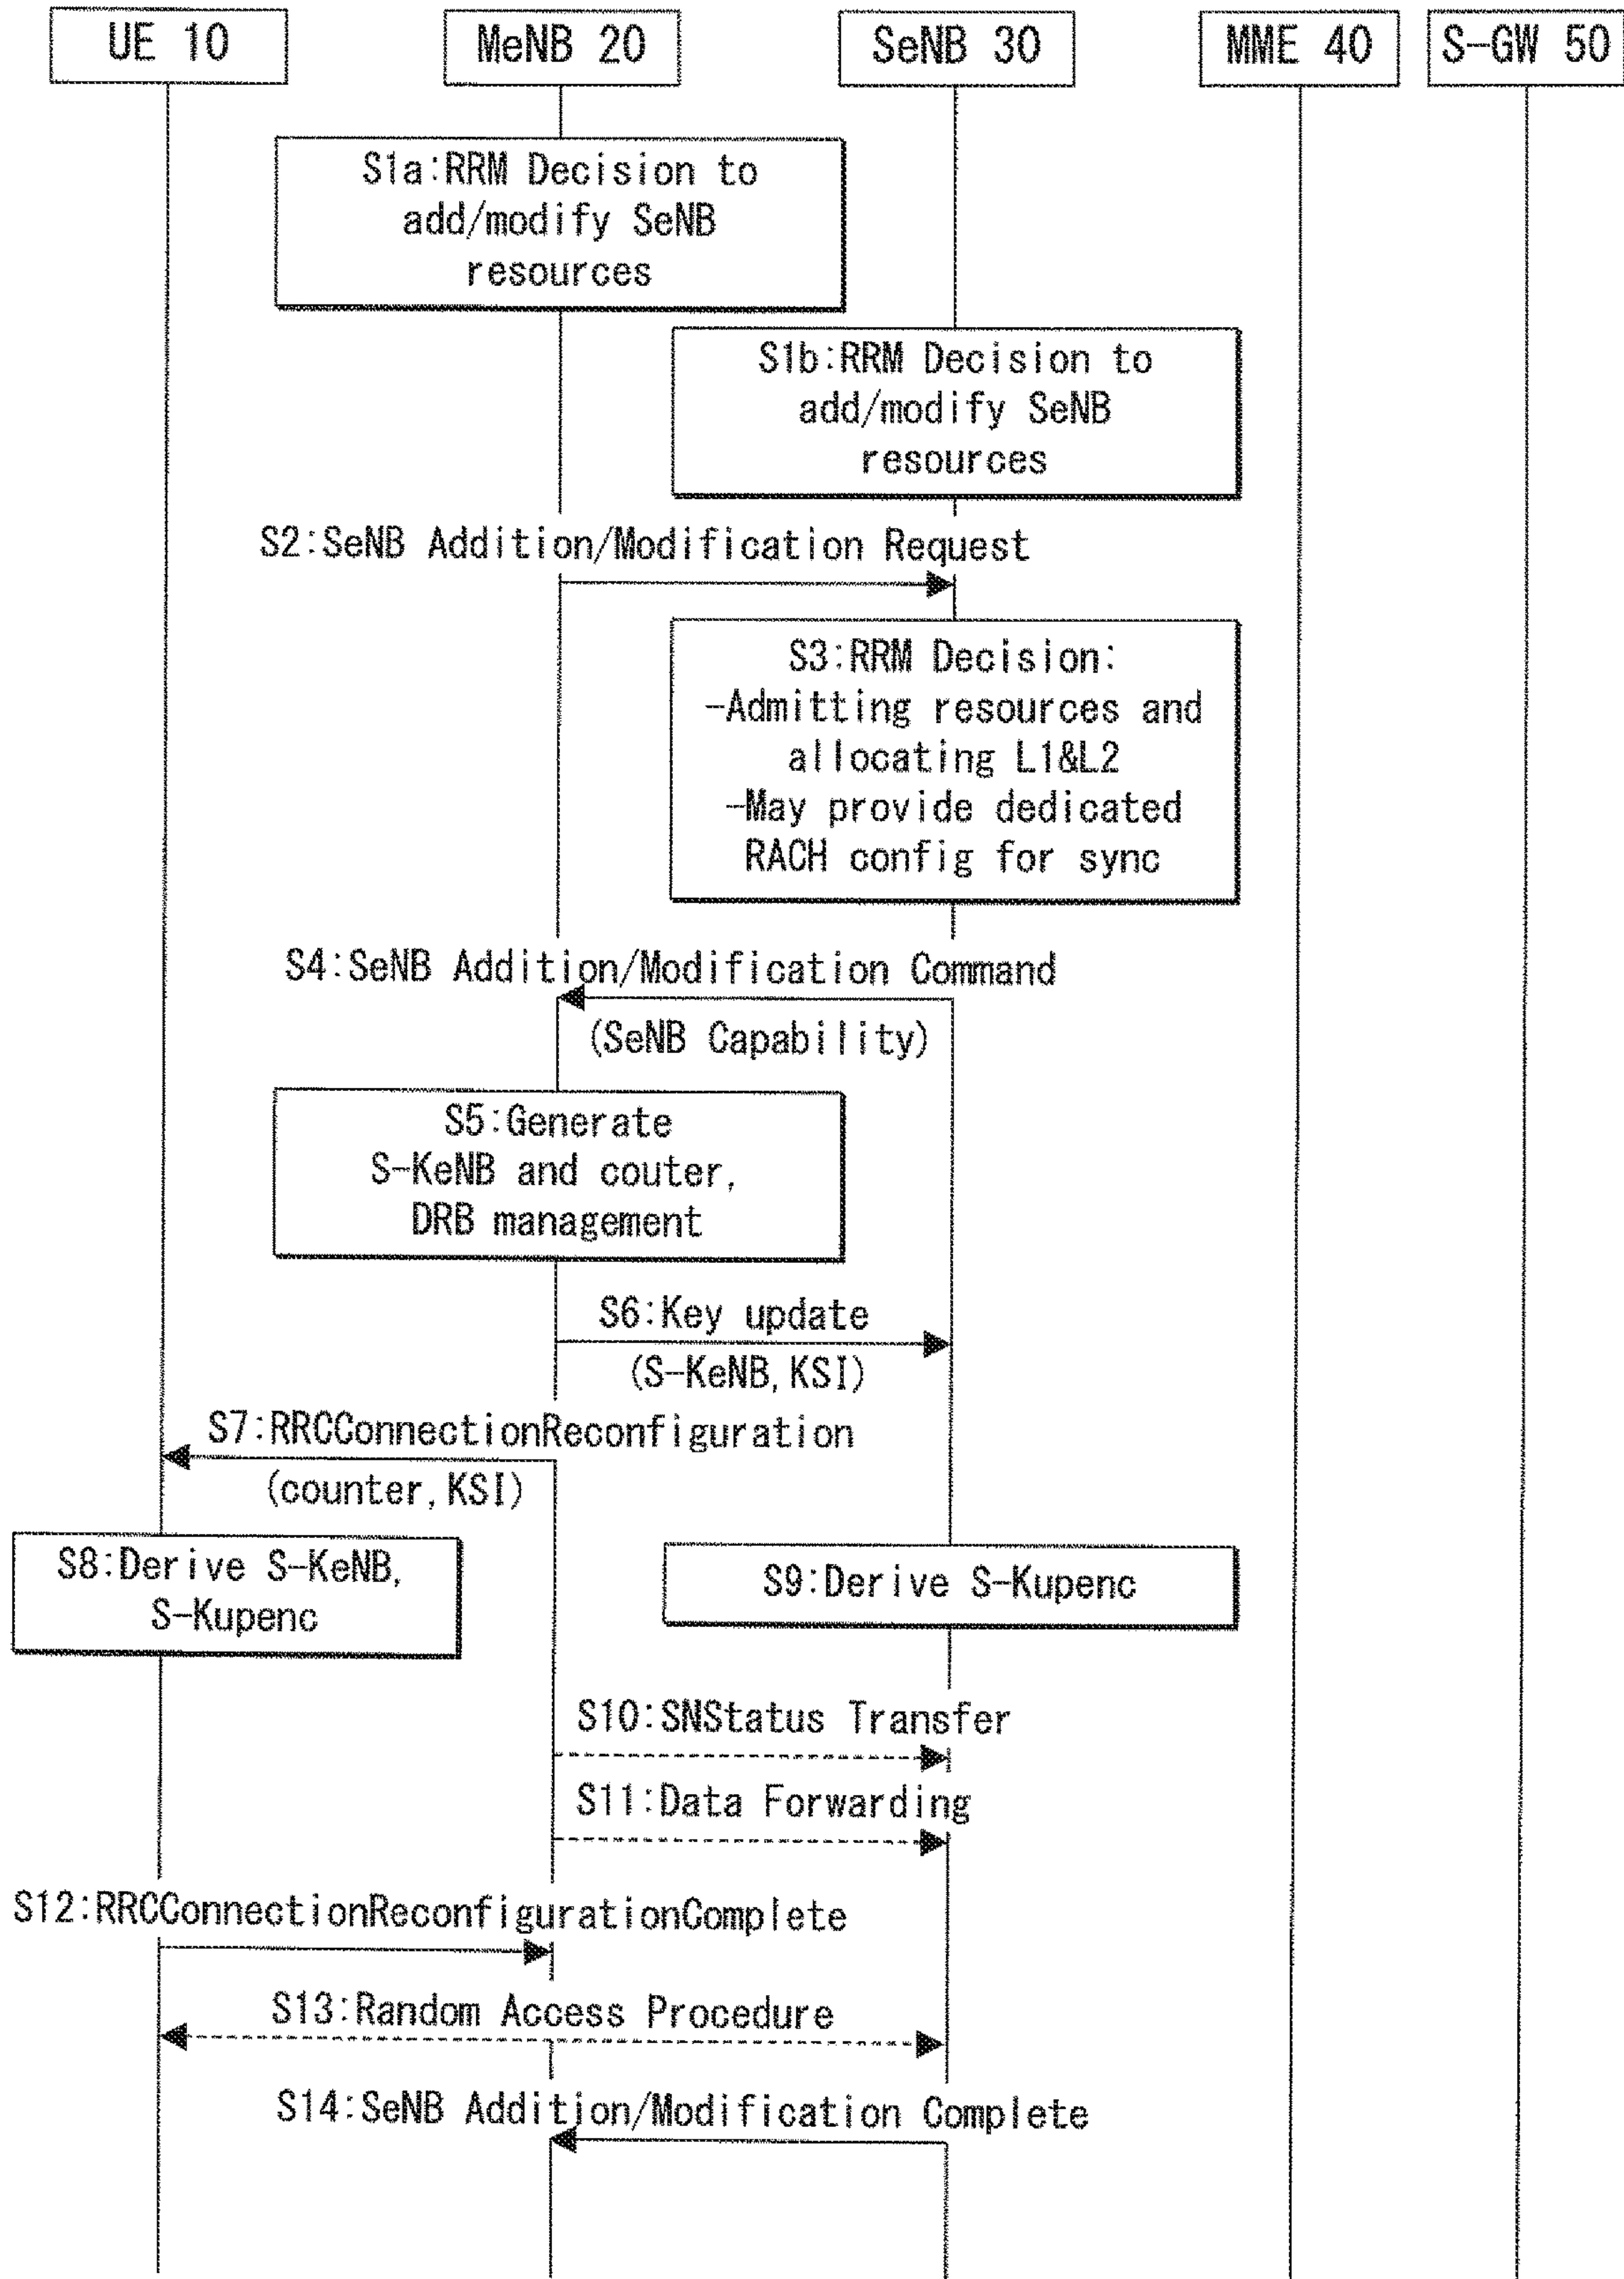 UE 10
MeNB 20
SeNB 30
MME 40
S-GW 50
S1a:RRM Decision to
add/modify SeNB
resources
S1b:RRM Decision to
add/modify SeNB
resources
S2:SeNB Addition/Modification Request
S3:RRM Decision:
-Admitting resources and
allocating L1&L2
-May provide dedicated
RACH config for sync
S4:SeNB Addition/Modification Command
(SeNB Capability)
S5:Generate
S-KeNB and couter,
DRB management
S6:Key update
(S-KeNB,KSI)
S7:RRCConnectionReconfiguration
(counter,KSI)
S8:Derive S-KeNB,
S-Kupenc
S9:Derive S-Kupenc
S10:SNStatus Transfer
S11:Data Forwarding
S12:RRCConnectionReconfigurationComplete
S13:Random Access Procedure
S14:SeNB Addition/Modification Complete